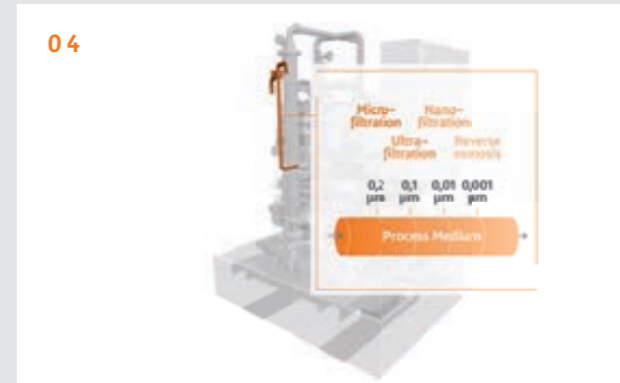 04
Micro-
filtration
Nano-
filtration
Ultra-
filtration
Reverse
osmosis
0,2
µm
0,1
µm
0,01
µm
0,001
µm
Process Medium